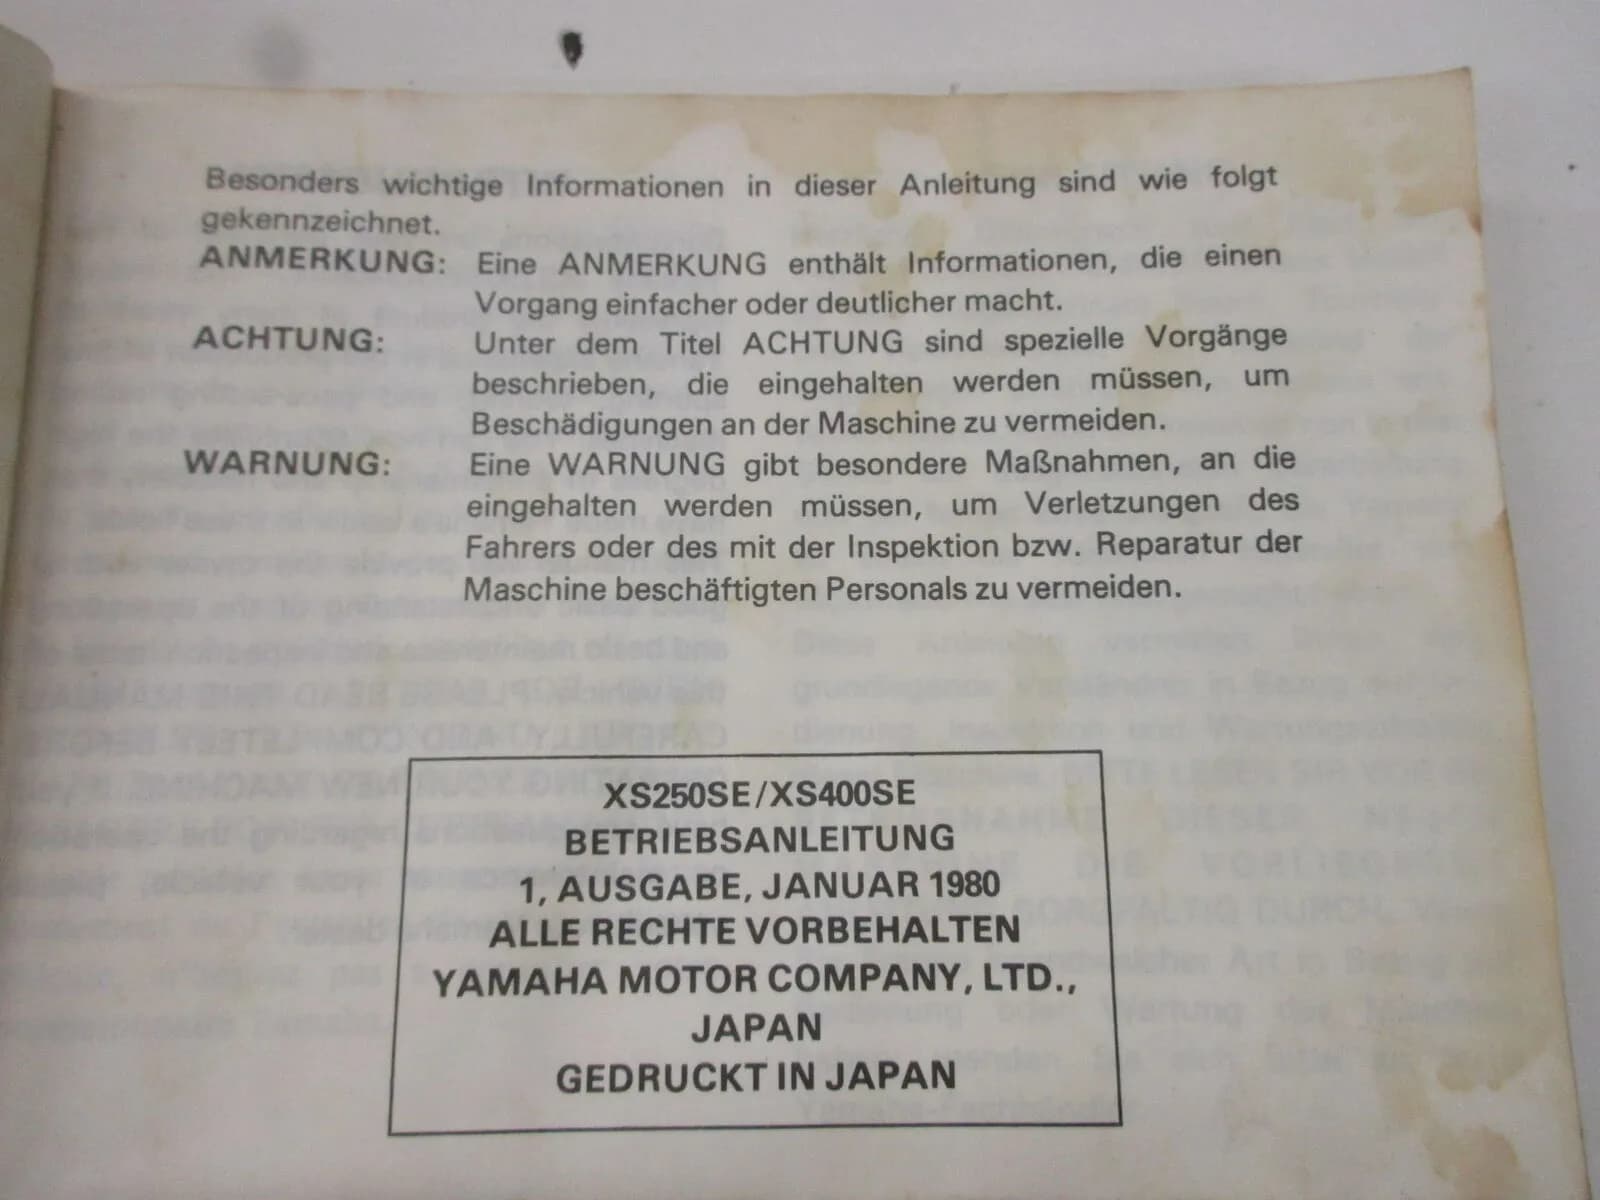 Besonders wichtige Informationen in dieser Anleitung sind wie folgt
gekennzeichnet.
ANMERKUNG: Eine ANMERKUNG enthält Informationen, die einen
Vorgang einfacher oder deutlicher macht.
ACHTUNG: Unter dem Titel ACHTUNG sind spezielle Vorgänge
beschrieben, die eingehalten werden müssen, um
Beschädigungen an der Maschine zu vermeiden.
WARNUNG: Eine WARNUNG gibt besondere Maßnahmen, an die
eingehalten werden müssen, um Verletzungen des
Fahrers oder des mit der Inspektion bzw. Reparatur der
Maschine beschäftigten Personals zu vermeiden.
XS250SE/XS400SE
BETRIEBSANLEITUNG
1, AUSGABE, JANUAR 1980
ALLE RECHTE VORBEHALTEN
YAMAHA MOTOR COMPANY, LTD.,
JAPAN
GEDRUCKT IN JAPAN